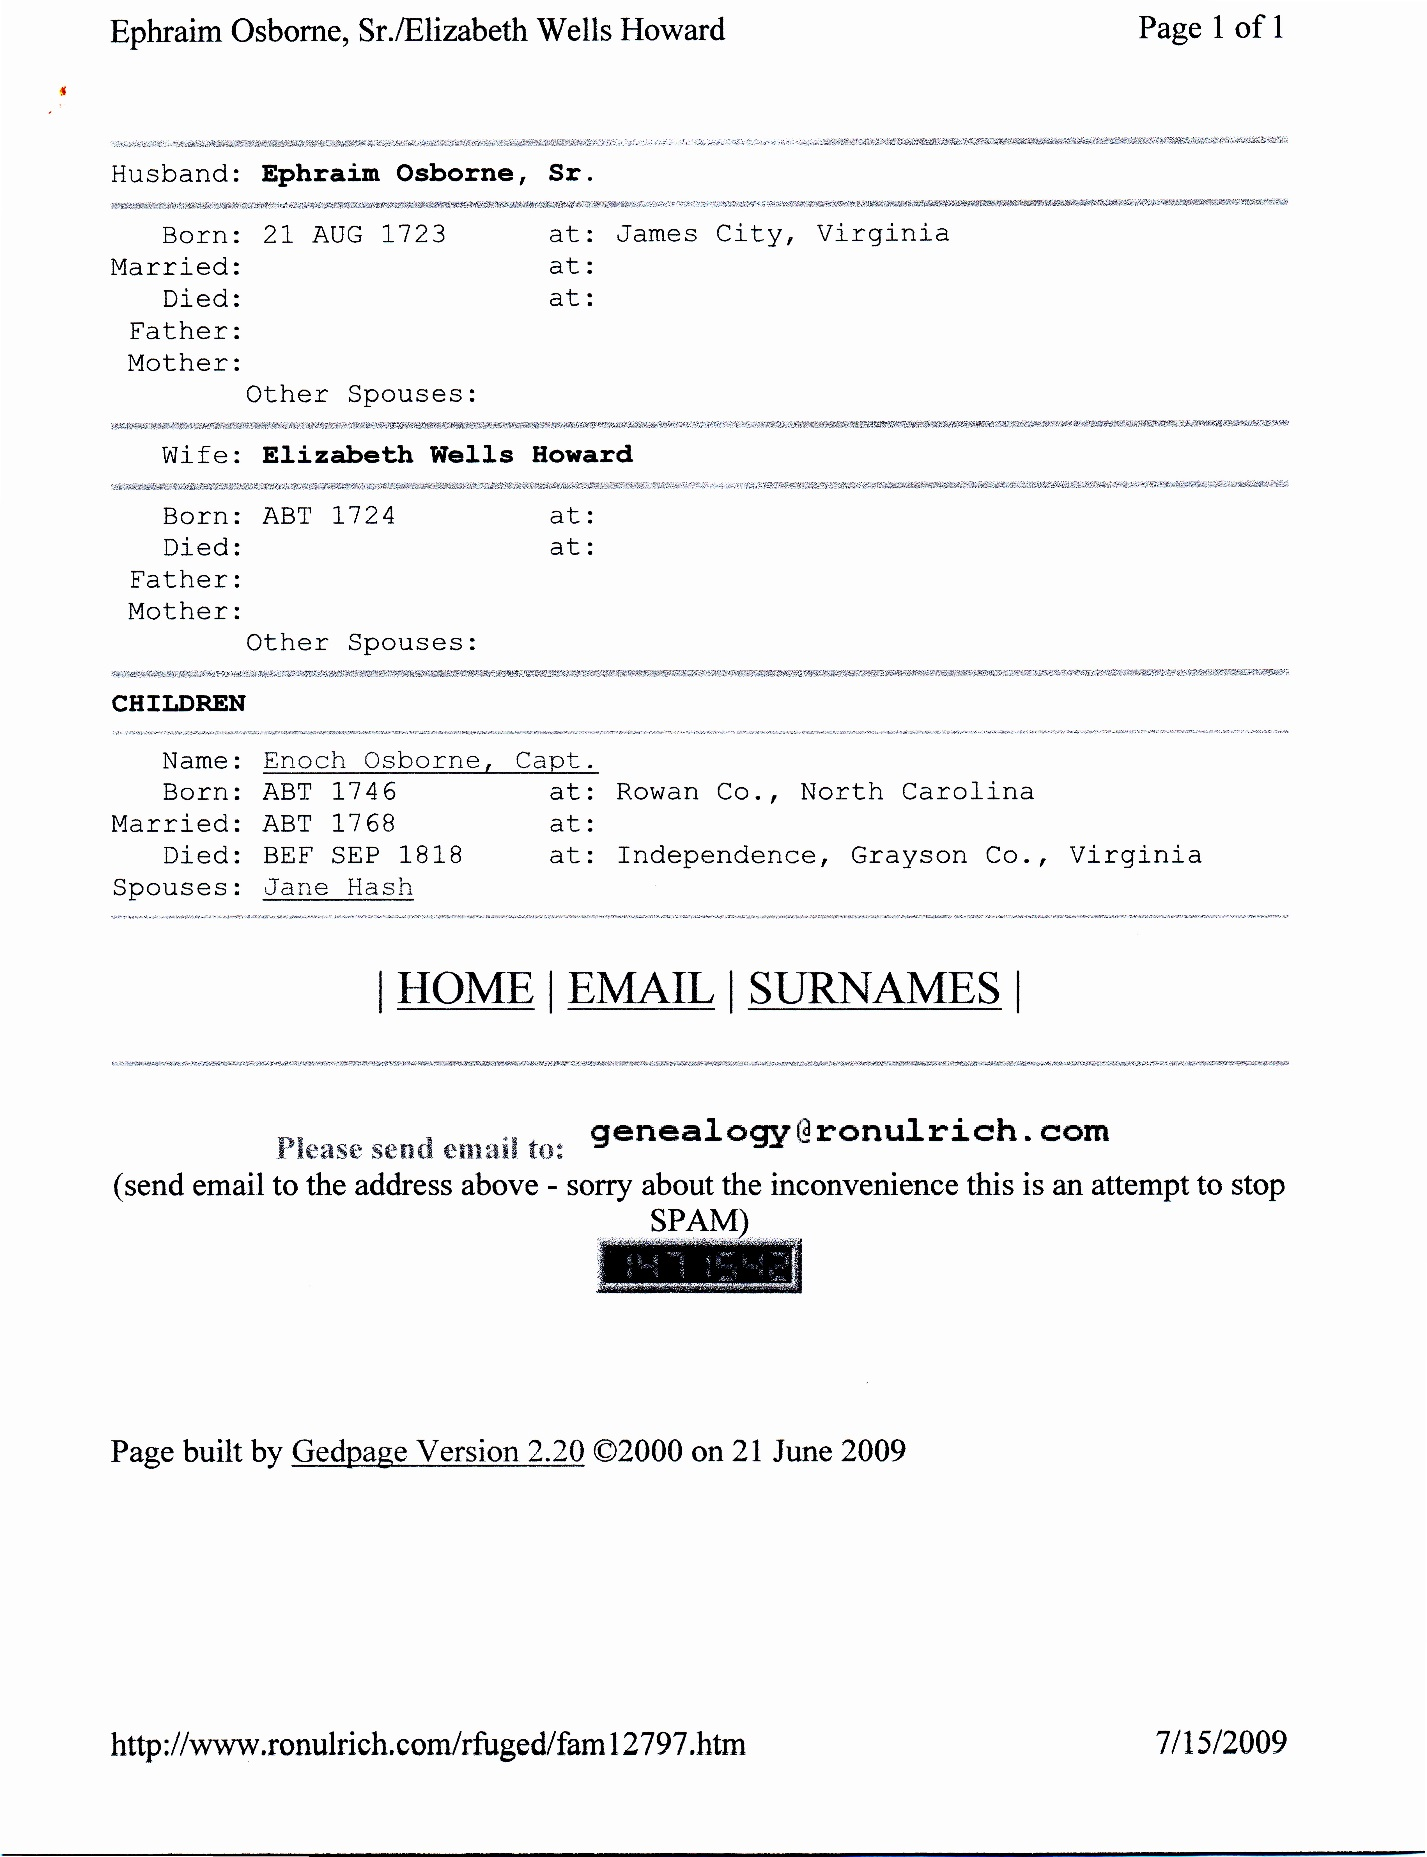 Ephraim Osborne, Sr./Elizabeth Wells Howard Page 1 of 1
Husband: Ephraim Osborne, Sr.
Born: 21 AUG 1723 at: James City, Virginia
Married: at:
Died: at:
Father:
Mother:
Other Spouses:
Wife: Elizabeth Wells Howard
Born: ABT 1724 at:
Died: at:
Father:
Mother:
Other Spouses:
CHILDREN
Name: Enoch Osborne, Capt.
Born: ABT 1746 at: Rowan Co., North Carolina
Married: ABT 1768 at:
Died: BEF SEP 1818 at: Independence, Grayson Co., Virginia
Spouses: Jane Hash
| HOME | EMAIL | SURNAMES |
Please send email to: genealogy@ronulrich.com
(send email to the address above - sorry about the inconvenience this is an attempt to stop
SPAM)
Page built by Gedpage Version 2.20 ©2000 on 21 June 2009
http://www.ronulrich.com/rfuged/fam12797.htm 7/15/2009